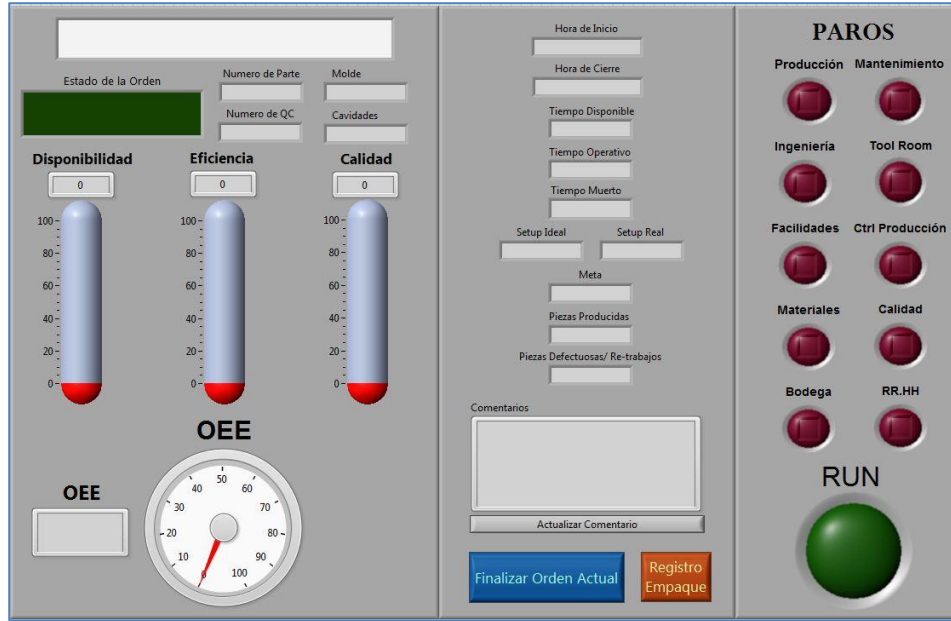 Estado de la Orden
Numero de Parte
Molde
Numero de QC
Cavidades
Disponibilidad
Eficiencia
Calidad
0
0
0
100
80
60
40
20
0
100
80
60
40
20
0
100
80
60
40
20
0
OEE
OEE
0
10
20
30
40
50
60
70
80
90
100
Hora de Inicio
Hora de Cierre
Tiempo Disponible
Tiempo Operativo
Tiempo Muerto
Setup Ideal
Setup Real
Meta
Piezas Producidas
Piezas Defectuosas/ Re-trabajos
Comentarios
Actualizar Comentario
Finalizar Orden Actual
Registro
Empaque
PAROS
Producción
Mantenimiento
Ingeniería
Tool Room
Facilidades
Ctrl Producción
Materiales
Calidad
Bodega
RR.HH
RUN